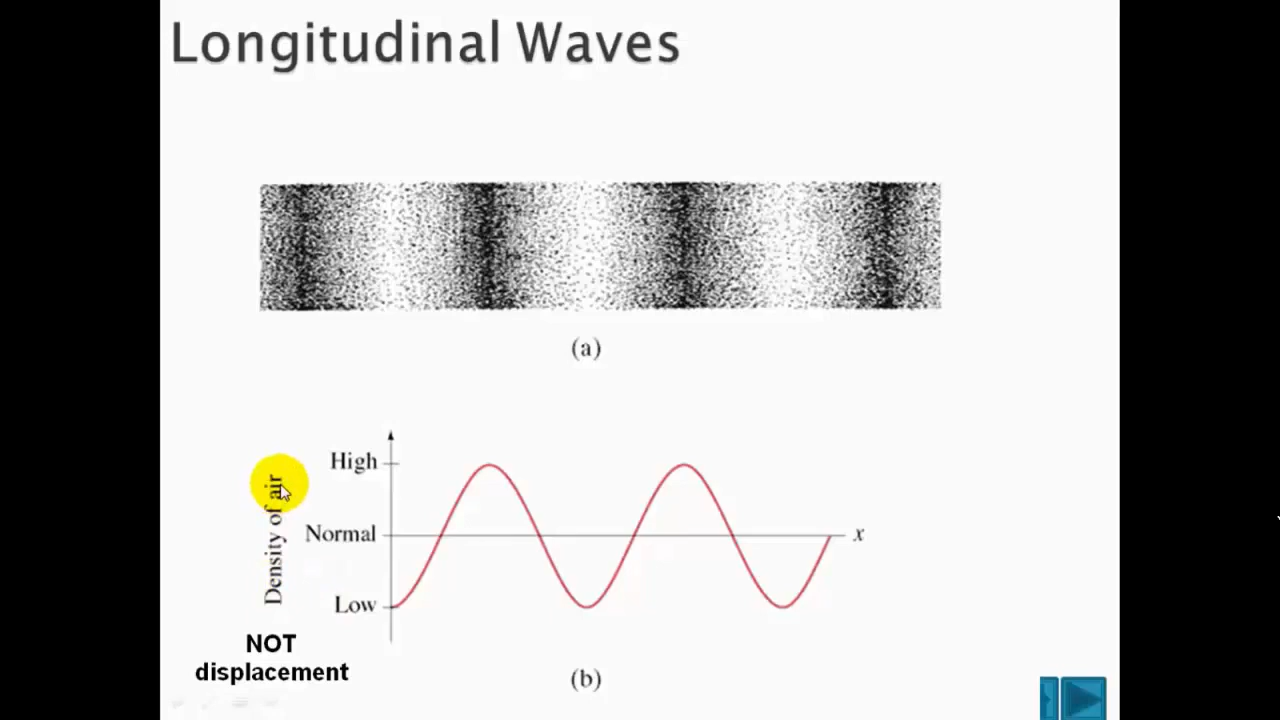 Longitudinal Waves
(a)
High
Normal
Low
Density of air
x
NOT
displacement
(b)